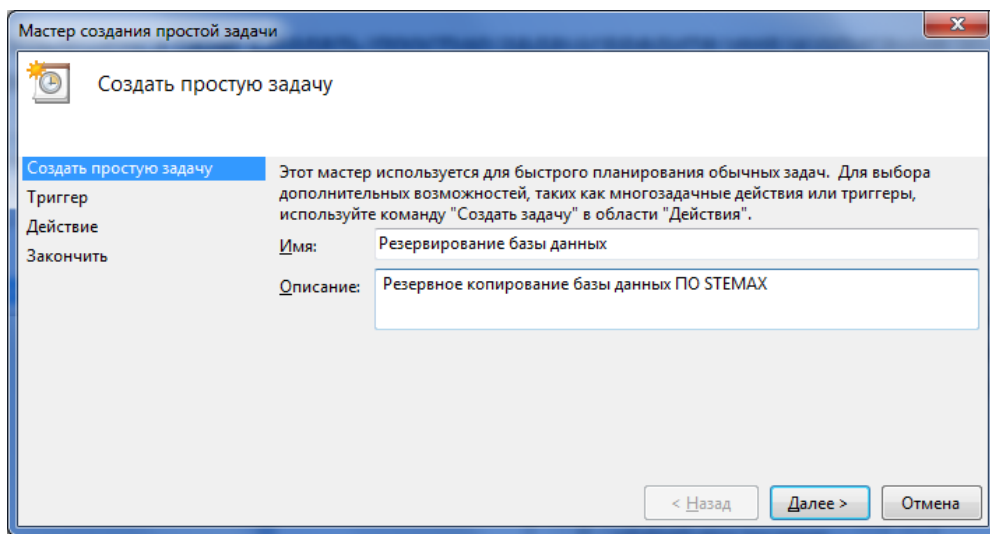 Мастер создания простой задачи
Создать простую задачу
Создать простую задачу
Триггер
Действие
Закончить
Этот мастер используется для быстрого планирования обычных задач. Для выбора
дополнительных возможностей, таких как многозадачные действия или триггеры,
используйте команду "Создать задачу" в области "Действия".
Имя: Резервирование базы данных
Описание: Резервное копирование базы данных ПО STEMAX
< Назад Далее > Отмена